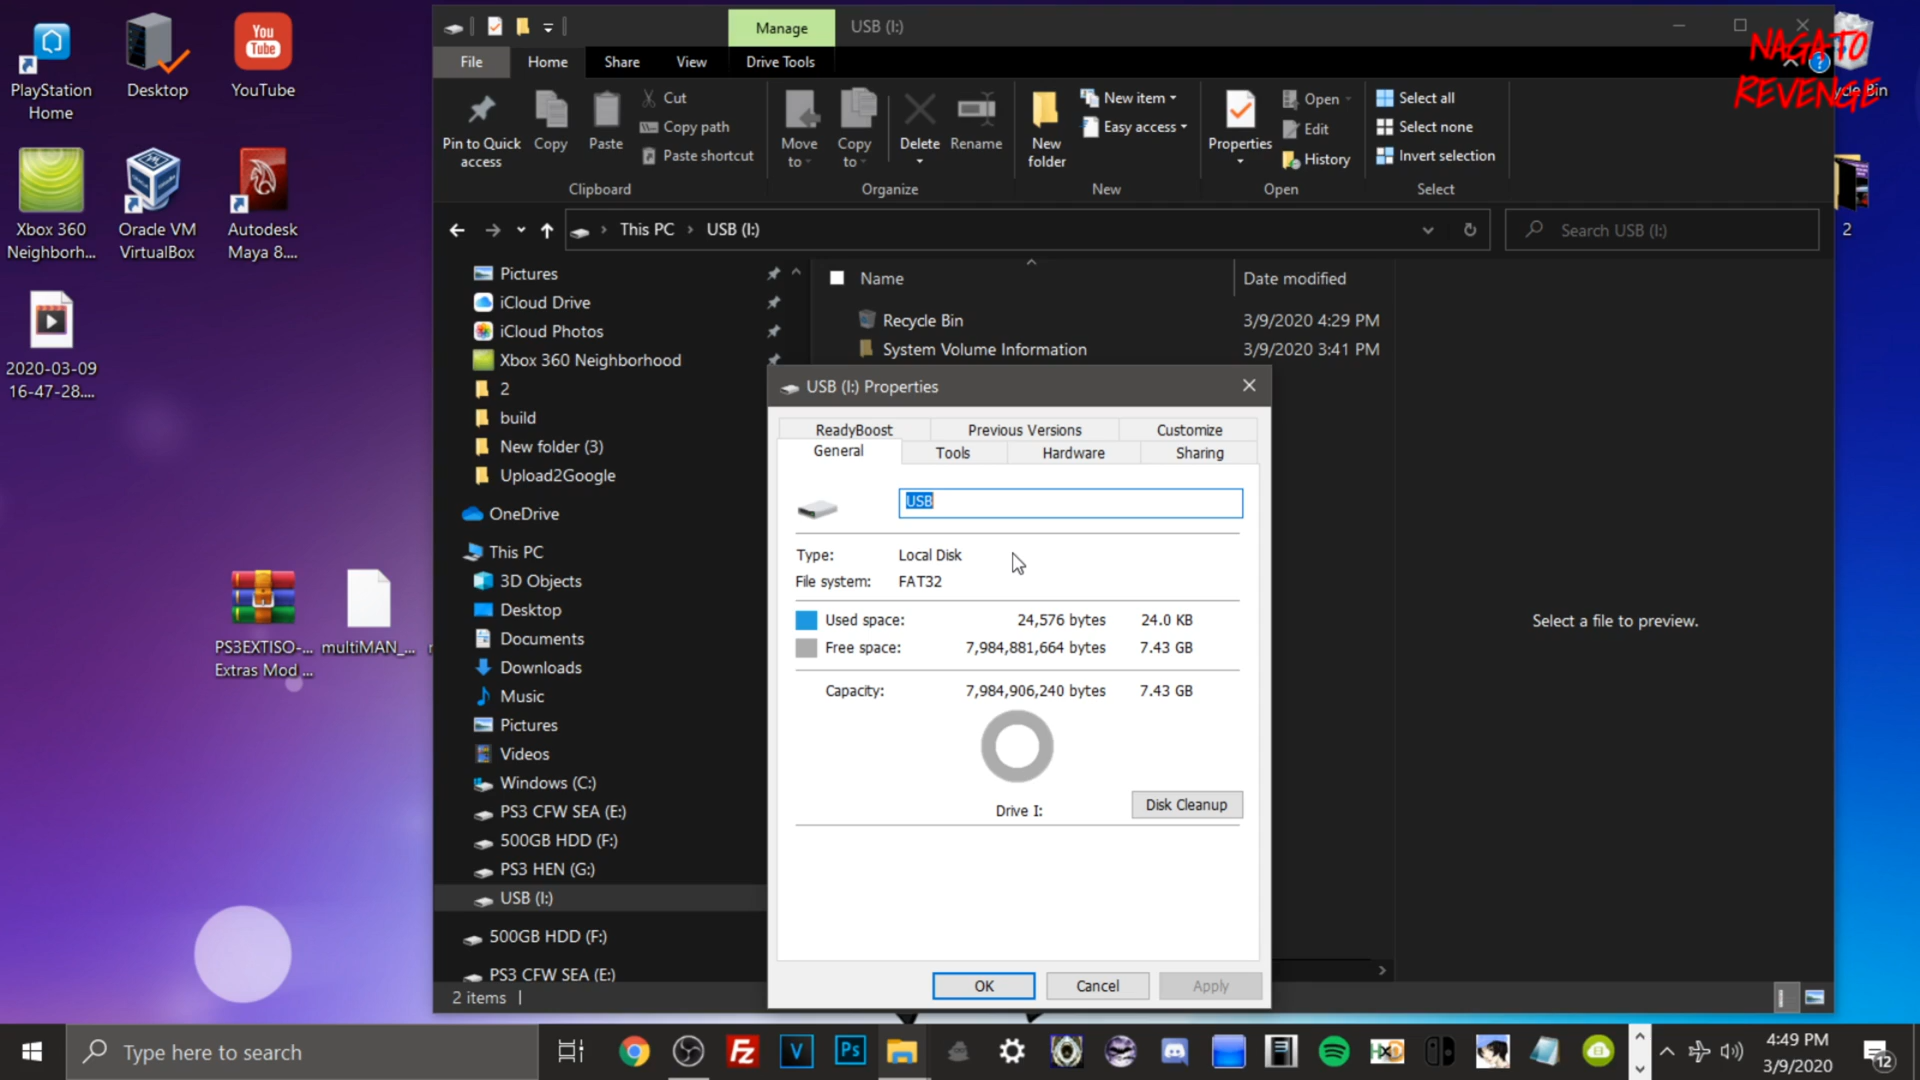 PlayStation
Home
Desktop
You
Tube
YouTube
Xbox 360
Neighborh...
Oracle VM
VirtualBox
Autodesk
Maya 8....
2020-03-09
16-47-28....
PS3EXTISO-...
Extras Mod ...
multiMAN_...
Manage
USB (I:)
NAGATO
REVENGE
ycle Bin
2
File
Home
Share
View
Drive Tools
Pin to Quick
access
Copy
Paste
Cut
Copy path
Paste shortcut
Clipboard
Move
to
Copy
to
Delete
Rename
Organize
New
folder
New item
Easy access
New
Properties
Open
Edit
History
Open
Select all
Select none
Invert selection
Select
This PC
USB (I:)
Search USB (I:)
Pictures
iCloud Drive
iCloud Photos
Xbox 360 Neighborhood
2
build
New folder (3)
Upload2Google
OneDrive
This PC
3D Objects
Desktop
Documents
Downloads
Music
Pictures
Videos
Windows (C:)
PS3 CFW SEA (E:)
500GB HDD (F:)
PS3 HEN (G:)
USB (I:)
500GB HDD (F:)
PS3 CFW SEA (E:)
2 items
Name
Date modified
Recycle Bin
3/9/2020 4:29 PM
System Volume Information
3/9/2020 3:41 PM
Select a file to preview.
USB (I:) Properties
ReadyBoost
Previous Versions
Customize
General
Tools
Hardware
Sharing
USB
Type: Local Disk
File system: FAT32
Used space: 24,576 bytes 24.0 KB
Free space: 7,984,881,664 bytes 7.43 GB
Capacity: 7,984,906,240 bytes 7.43 GB
Drive I:
Disk Cleanup
OK
Cancel
Apply
Type here to search
Fz
V
Ps
4:49 PM
3/9/2020
12